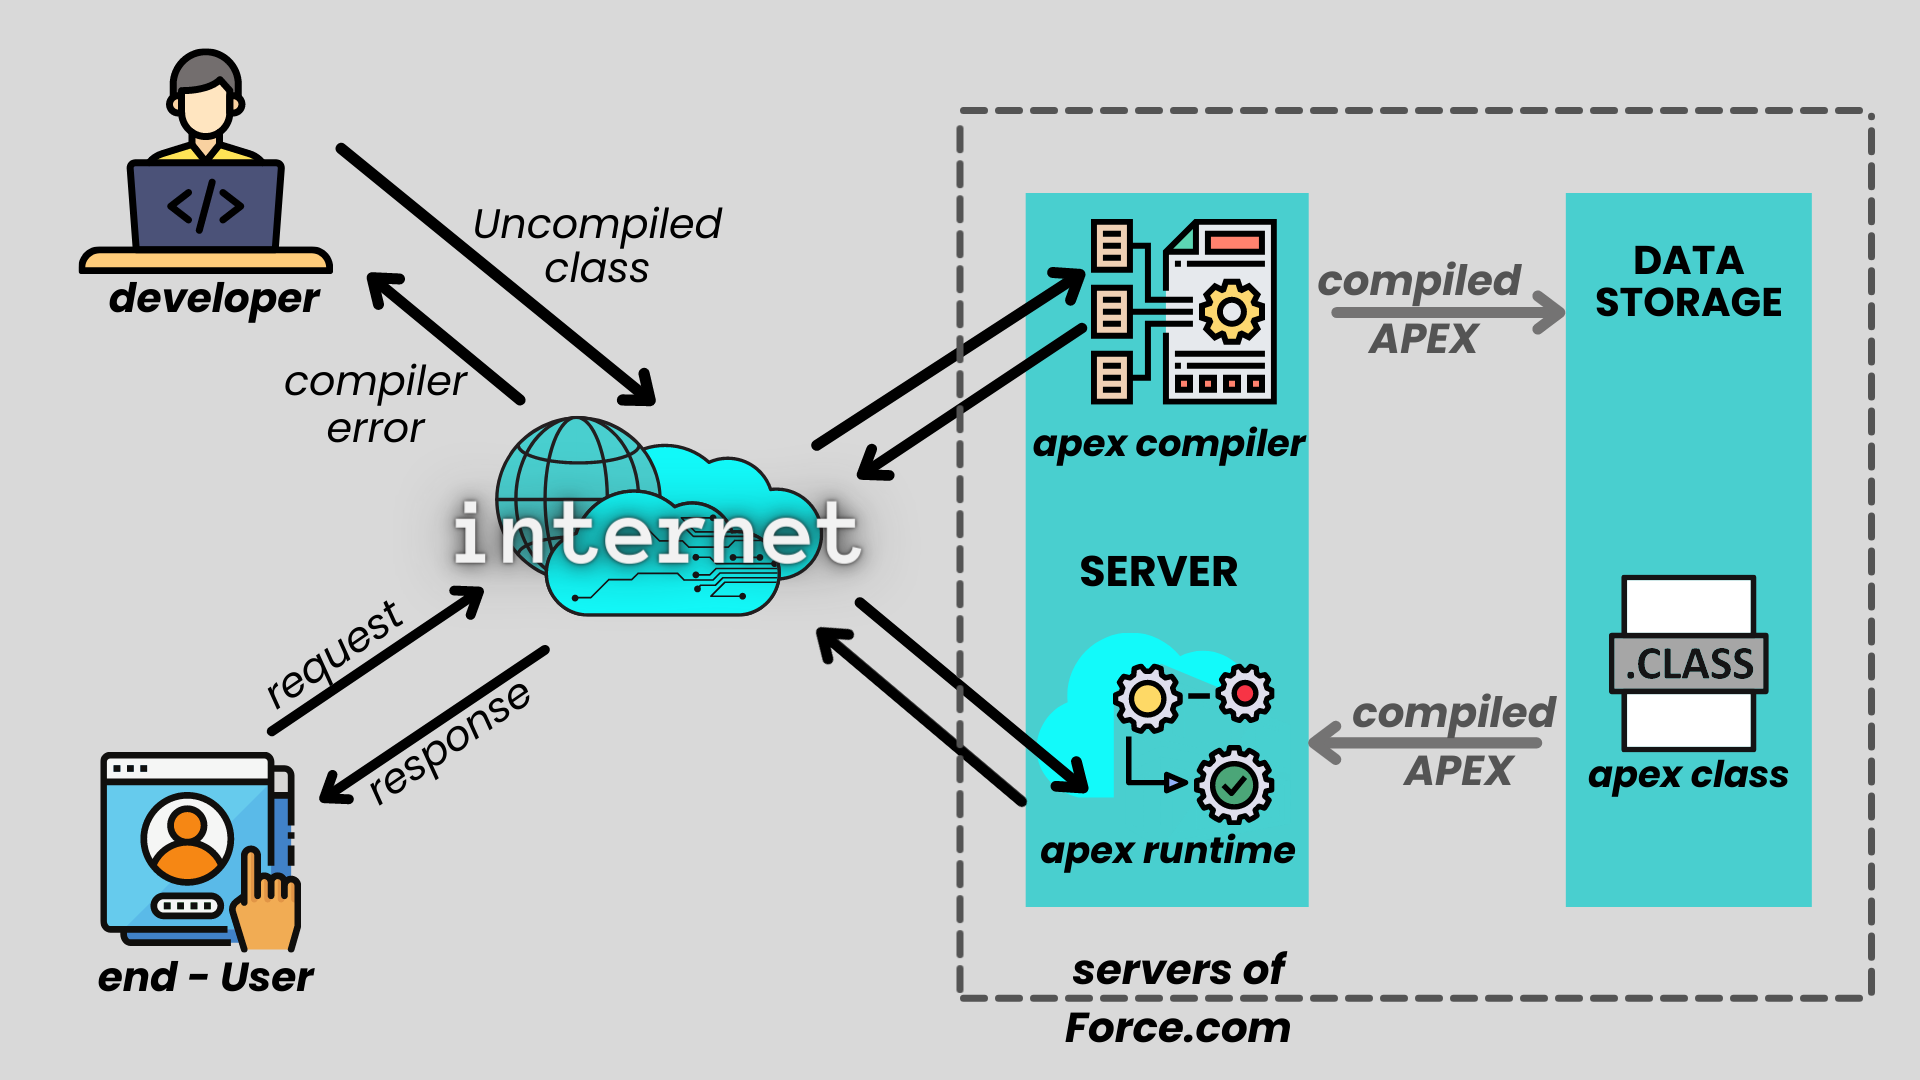 developer
Uncompiled
class
compiler
error
internet
request
response
end - User
apex compiler
SERVER
apex runtime
compiled
APEX
DATA
STORAGE
.CLASS
apex class
compiled
APEX
servers of
Force.com